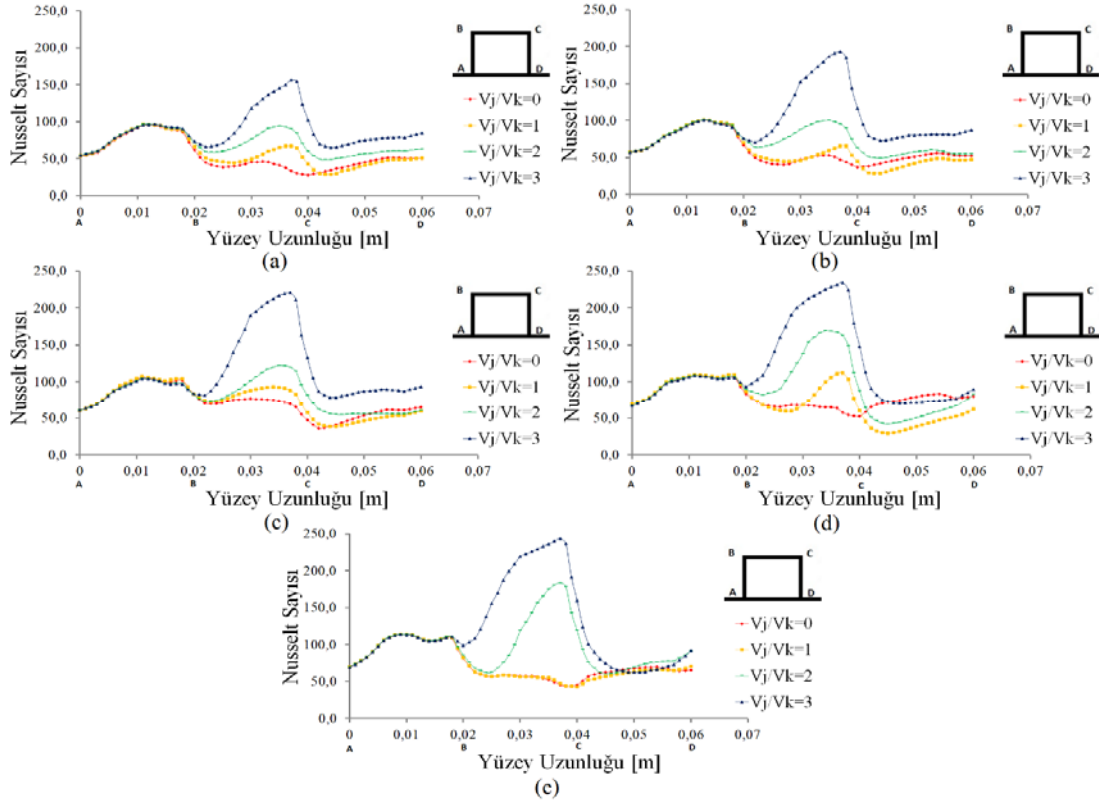 250,0
200,0
150,0
100,0
50,0
0,0
Nusselt Sayısı
0 0,01 0,02 0,03 0,04 0,05 0,06 0,07
A B C D
Yüzey Uzunluğu [m]
B C
A D
Vj/Vk=0
Vj/Vk=1
Vj/Vk=2
Vj/Vk=3
(a)
250,0
200,0
150,0
100,0
50,0
0,0
Nusselt Sayısı
0 0,01 0,02 0,03 0,04 0,05 0,06 0,07
A B C D
Yüzey Uzunluğu [m]
B C
A D
Vj/Vk=0
Vj/Vk=1
Vj/Vk=2
Vj/Vk=3
(b)
250,0
200,0
150,0
100,0
50,0
0,0
Nusselt Sayısı
0 0,01 0,02 0,03 0,04 0,05 0,06 0,07
A B C D
Yüzey Uzunluğu [m]
B C
A D
Vj/Vk=0
Vj/Vk=1
Vj/Vk=2
Vj/Vk=3
(c)
250,0
200,0
150,0
100,0
50,0
0,0
Nusselt Sayısı
0 0,01 0,02 0,03 0,04 0,05 0,06 0,07
A B C D
Yüzey Uzunluğu [m]
B C
A D
Vj/Vk=0
Vj/Vk=1
Vj/Vk=2
Vj/Vk=3
(d)
250,0
200,0
150,0
100,0
50,0
0,0
Nusselt Sayısı
0 0,01 0,02 0,03 0,04 0,05 0,06 0,07
A B C D
Yüzey Uzunluğu [m]
B C
A D
Vj/Vk=0
Vj/Vk=1
Vj/Vk=2
Vj/Vk=3
(e)